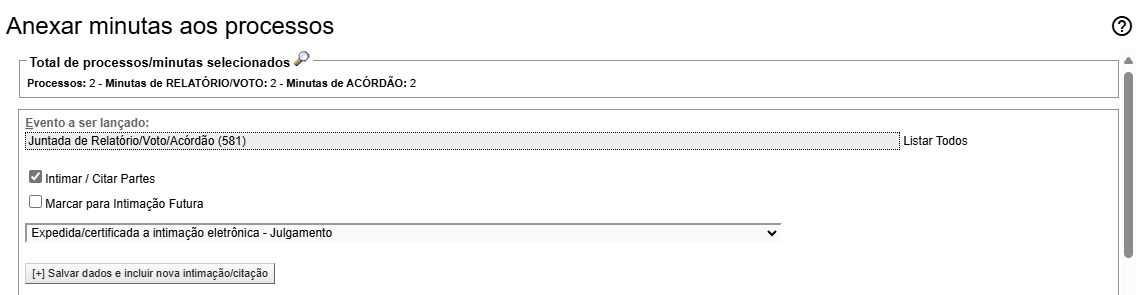 Anexar minutas aos processos
Total de processos/minutas selecionados
Processos: 2 - Minutas de RELATÓRIO/VOTO: 2 - Minutas de ACÓRDÃO: 2
Evento a ser lançado:
Juntada de Relatório/Voto/Acórdão (581) Listar Todos
Intimar / Citar Partes
Marcar para Intimação Futura
Expedida/certificada a intimação eletrônica - Julgamento
[+] Salvar dados e incluir nova intimação/citação